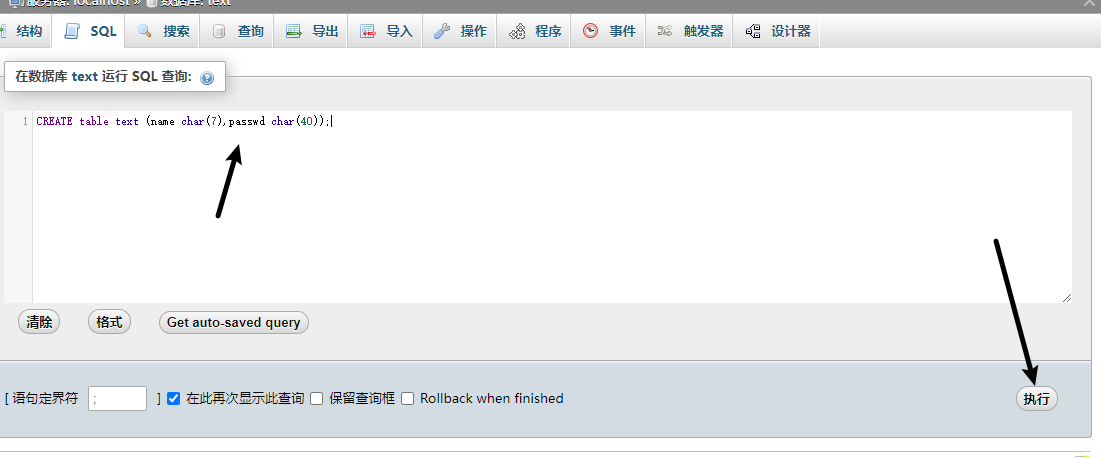 服务器: localhost » 数据库: text
结构 SQL 搜索 查询 导出 导入 操作 程序 事件 触发器 设计器
在数据库 text 运行 SQL 查询:
1 CREATE table text (name char(7),passwd char(40));
清除 格式 Get auto-saved query
[ 语句定界符 ; ] 在此再次显示此查询 保留查询框 Rollback when finished 执行